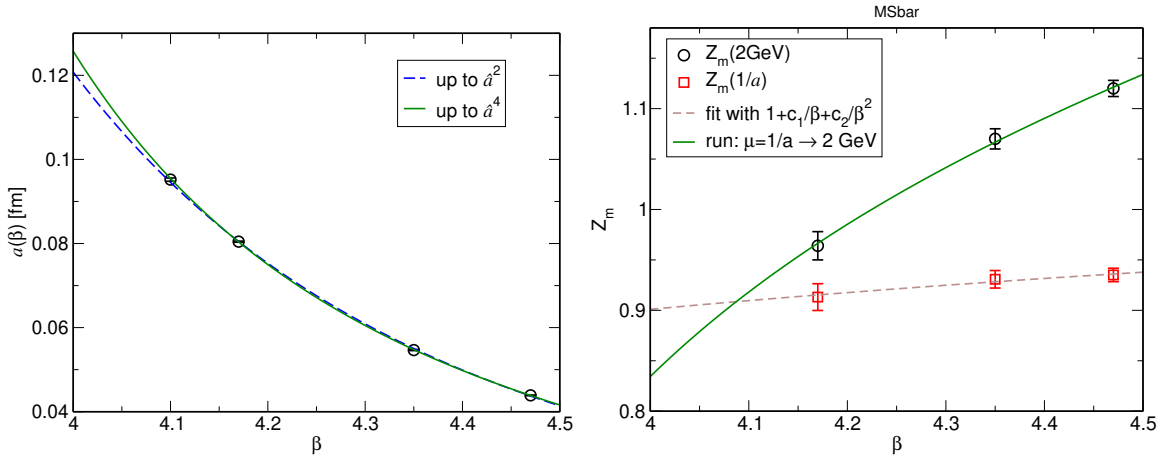 0.12
0.1
0.08
0.06
0.04
a(β) [fm]
4
4.1
4.2
4.3
4.4
4.5
β
up to â²
up to â⁴
MSbar
1.1
1
0.9
0.8
Z_m
4
4.1
4.2
4.3
4.4
4.5
β
Z_m(2GeV)
Z_m(1/a)
fit with 1+c₁/β+c₂/β²
run: μ=1/a → 2 GeV